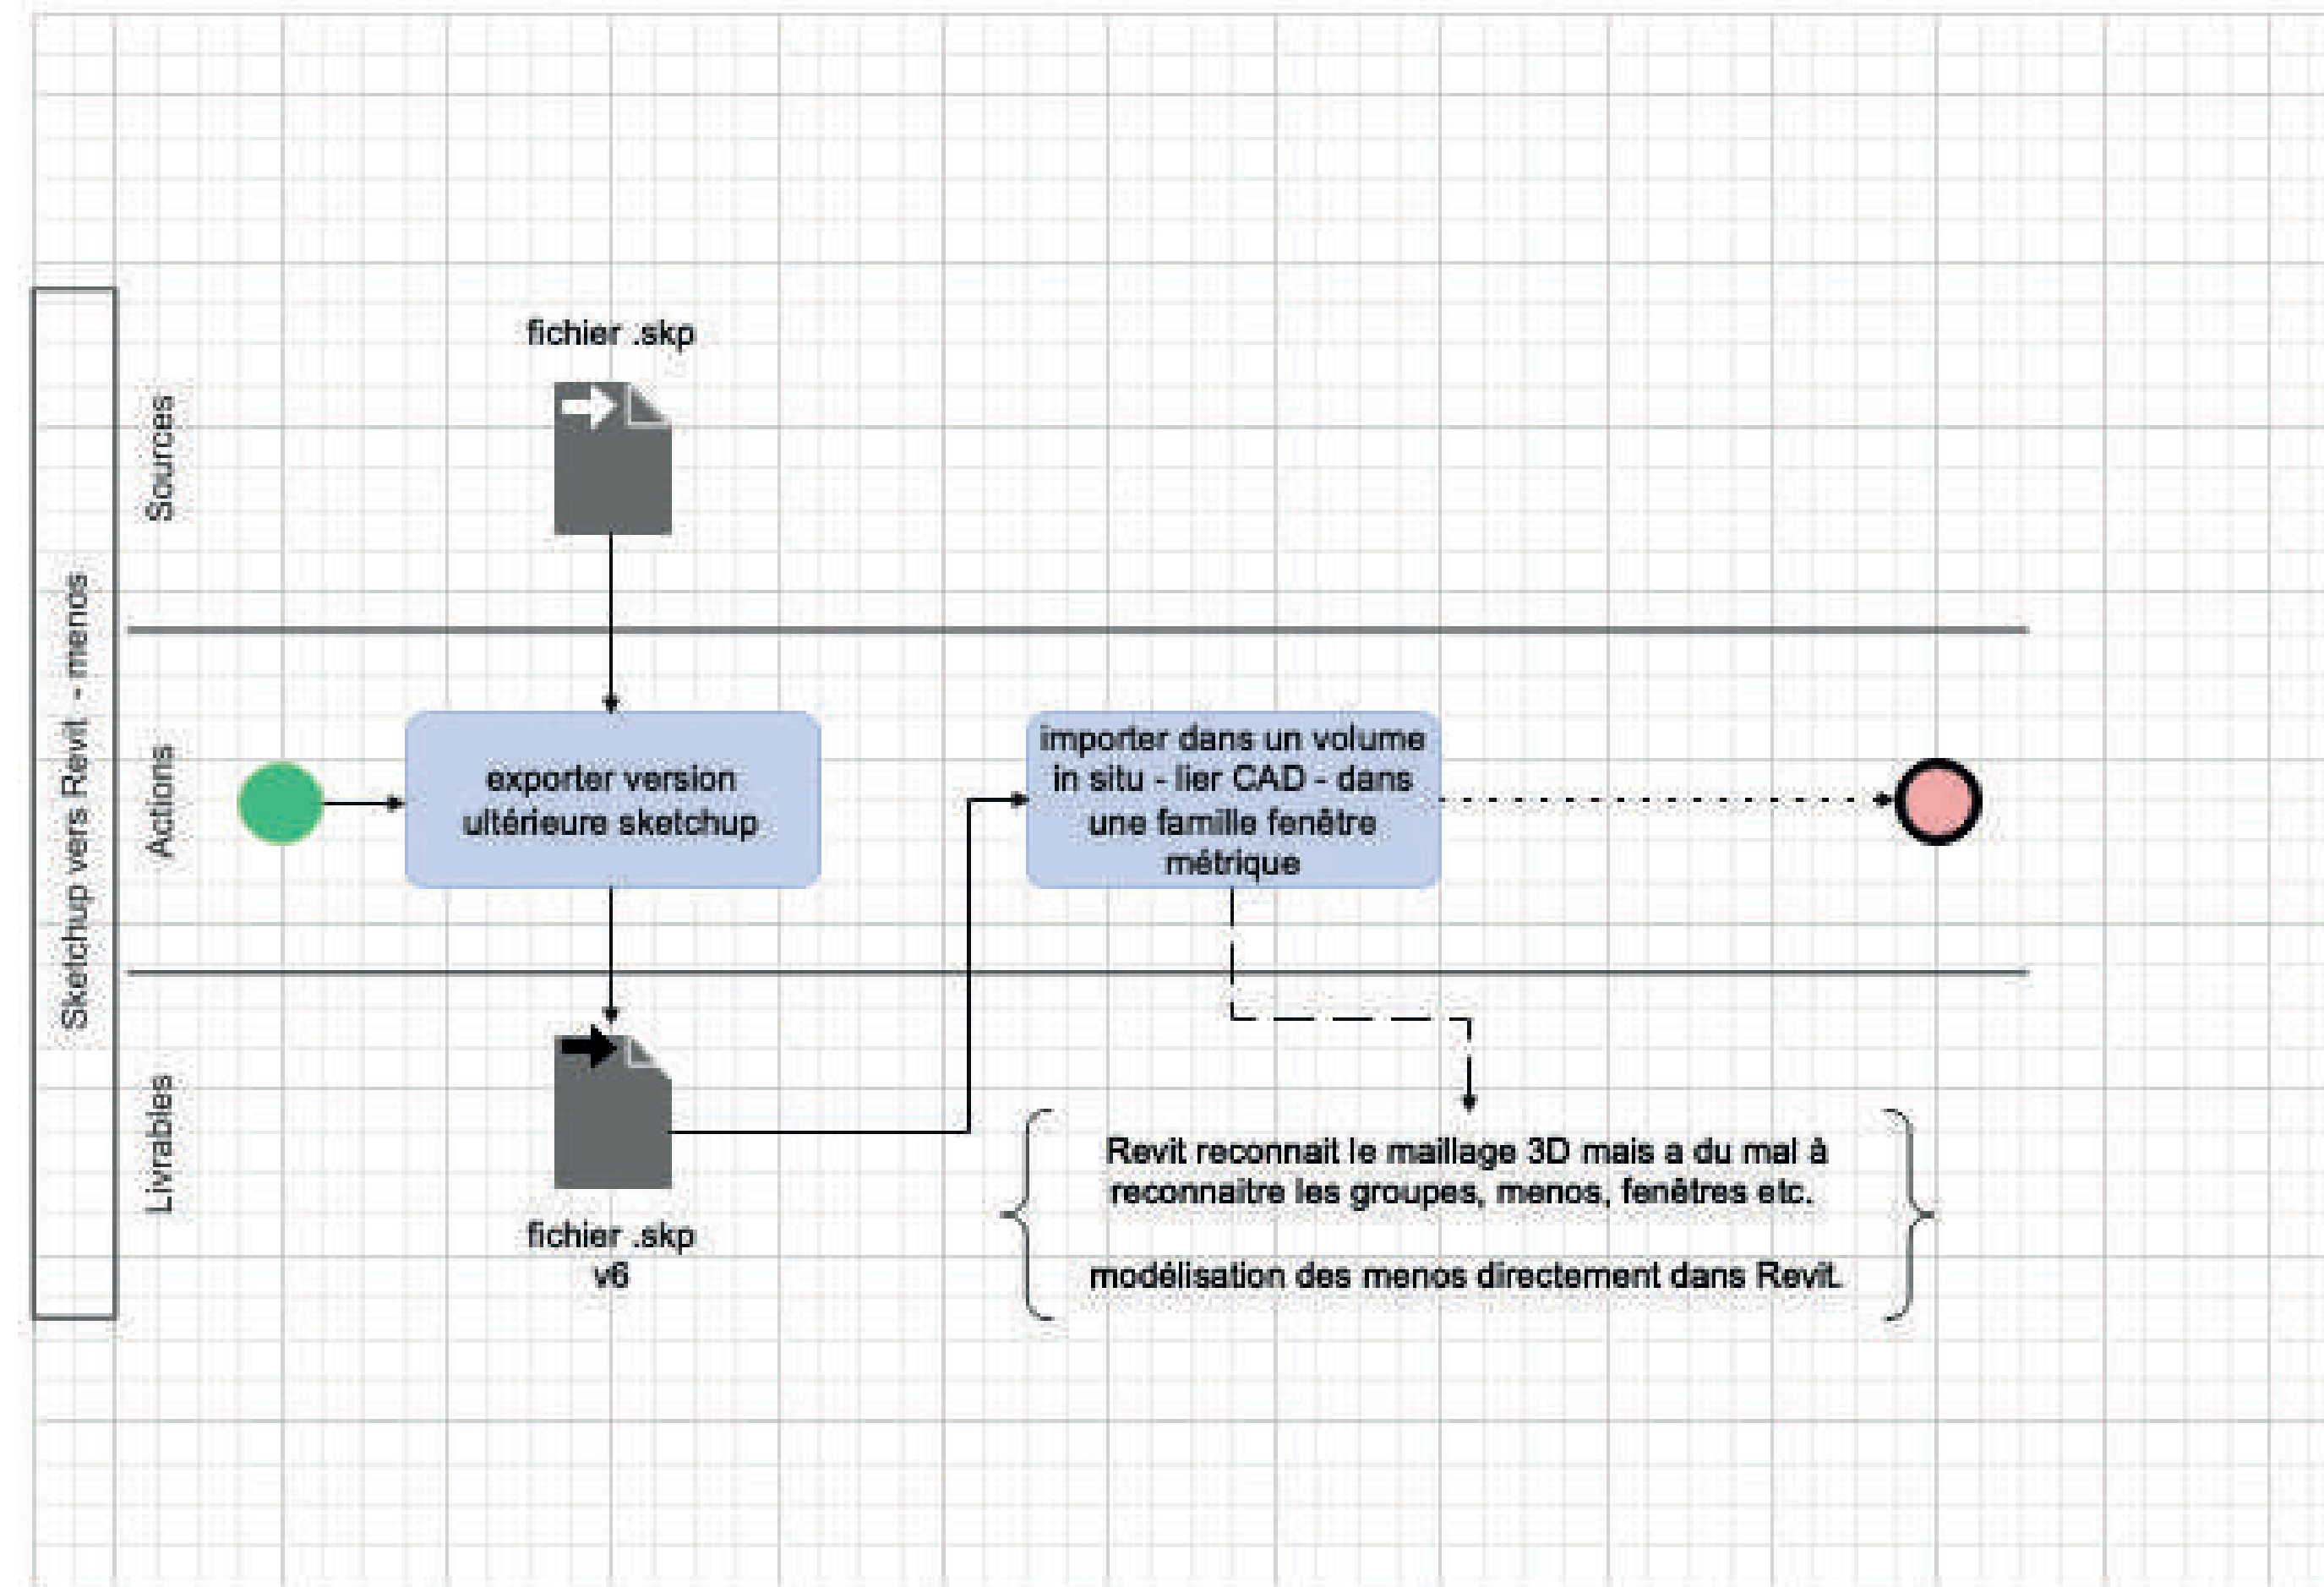 Sketchup vers Revit - menos
Sources
Actions
Livrables
fichier .skp
exporter version
ultérieure sketchup
importer dans un volume
in situ - lier CAD - dans
une famille fenêtre
métrique
fichier .skp
v6
Revit reconnait le maillage 3D mais a du mal à
reconnaitre les groupes, menos, fenêtres etc.
modélisation des menos directement dans Revit.